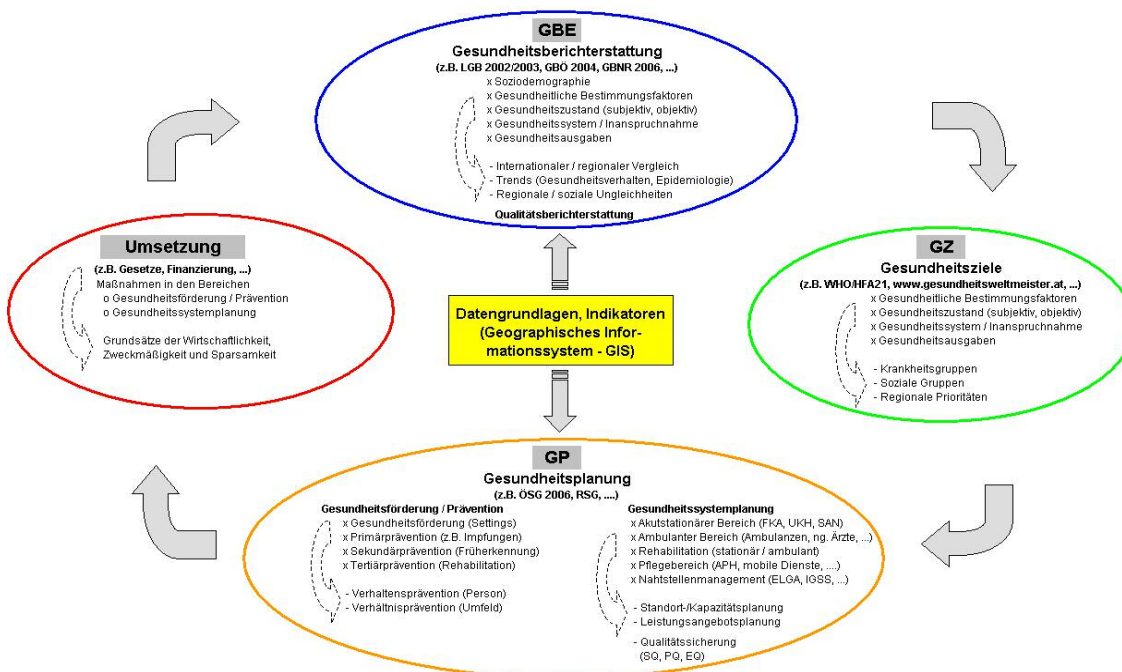 GBE
Gesundheitsberichterstattung
(z.B. LGB 2002/2003, GBÖ 2004, GBNR 2006, ...)
x Soziodemographie
x Gesundheitliche Bestimmungsfaktoren
x Gesundheitszustand (subjektiv, objektiv)
x Gesundheitssystem / Inanspruchnahme
x Gesundheitsausgaben
- Internationaler / regionaler Vergleich
- Trends (Gesundheitsverhalten, Epidemiologie)
- Regionale / soziale Ungleichheiten
Qualitätsberichterstattung
Umsetzung
(z.B. Gesetze, Finanzierung, ...)
Maßnahmen in den Bereichen
o Gesundheitsförderung / Prävention
o Gesundheitssystemplanung
Grundsätze der Wirtschaftlichkeit,
Zweckmäßigkeit und Sparsamkeit
Datengrundlagen, Indikatoren
(Geographisches Infor-
mationssystem - GIS)
GZ
Gesundheitsziele
(z.B. WHO/HFA21, www.gesundheitsweltmeister.at, ...)
x Gesundheitliche Bestimmungsfaktoren
x Gesundheitszustand (subjektiv, objektiv)
x Gesundheitssystem / Inanspruchnahme
x Gesundheitsausgaben
- Krankheitsgruppen
- Soziale Gruppen
- Regionale Prioritäten
GP
Gesundheitsplanung
(z.B. ÖSG 2006, RSG, ....)
Gesundheitsförderung / Prävention
x Gesundheitsförderung (Settings)
x Primärprävention (z.B. Impfungen)
x Sekundärprävention (Früherkennung)
x Tertiärprävention (Rehabilitation)
- Verhaltensprävention (Person)
- Verhältnisprävention (Umfeld)
Gesundheitssystemplanung
x Akutstationärer Bereich (FKA, UKH, SAN)
x Ambulanter Bereich (Ambulanzen, ng. Ärzte, ...)
x Rehabilitation (stationär / ambulant)
x Pflegebereich (APH, mobile Dienste, ....)
x Nahtstellenmanagement (ELGA, IGSS, ...)
- Standort-/Kapazitätsplanung
- Leistungsangebotsplanung
- Qualitätssicherung
(SQ, PQ, EQ)